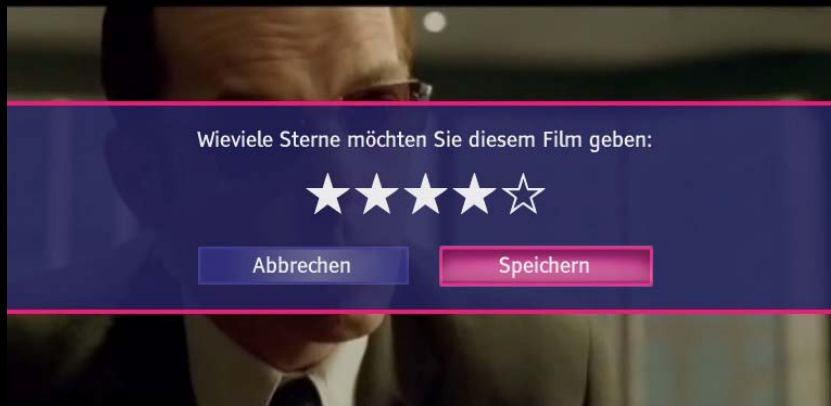 Wieviele Sterne möchten Sie diesem Film geben:
Abbrechen Speichern